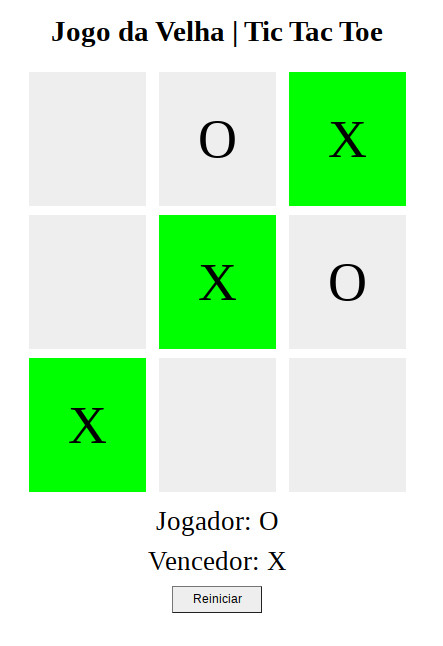 Jogo da Velha | Tic Tac Toe
O X
X O
X
Jogador: O
Vencedor: X
Reiniciar